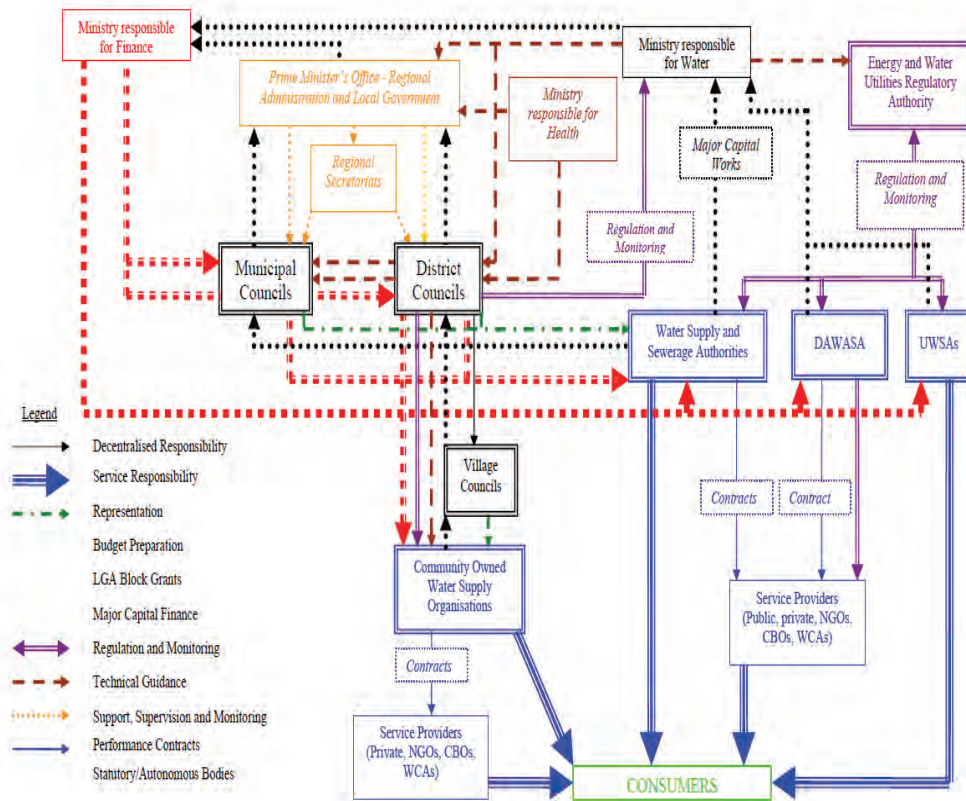 Ministry responsible
for Finance
Prime Minister's Office - Regional
Administration and Local Government
Ministry responsible
for Water
Energy and Water
Utilities Regulatory
Authority
Ministry
responsible for
Health
Regional
Secretariats
Major Capital
Works
Regulation and
Monitoring
Regulation and
Monitoring
Municipal
Councils
District
Councils
Water Supply and
Sewerage Authorities
DAWASA
UWSAs
Legend
Decentralised Responsibility
Service Responsibility
Representation
Budget Preparation
LGA Block Grants
Major Capital Finance
Regulation and Monitoring
Technical Guidance
Support, Supervision and Monitoring
Performance Contracts
Statutory/Autonomous Bodies
Village
Councils
Contracts
Contract
Community Owned
Water Supply
Organisations
Service Providers
(Public, private, NGOs,
CBOs, WCAs)
Contracts
Service Providers
(Private, NGOs, CBOs,
WCAs)
CONSUMERS